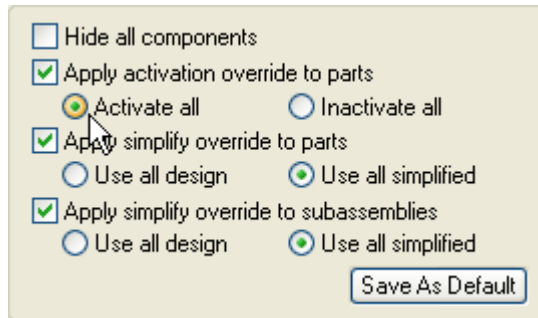 Hide all components
Apply activation override to parts
Activate all Inactivate all
Apply simplify override to parts
Use all design Use all simplified
Apply simplify override to subassemblies
Use all design Use all simplified
Save As Default